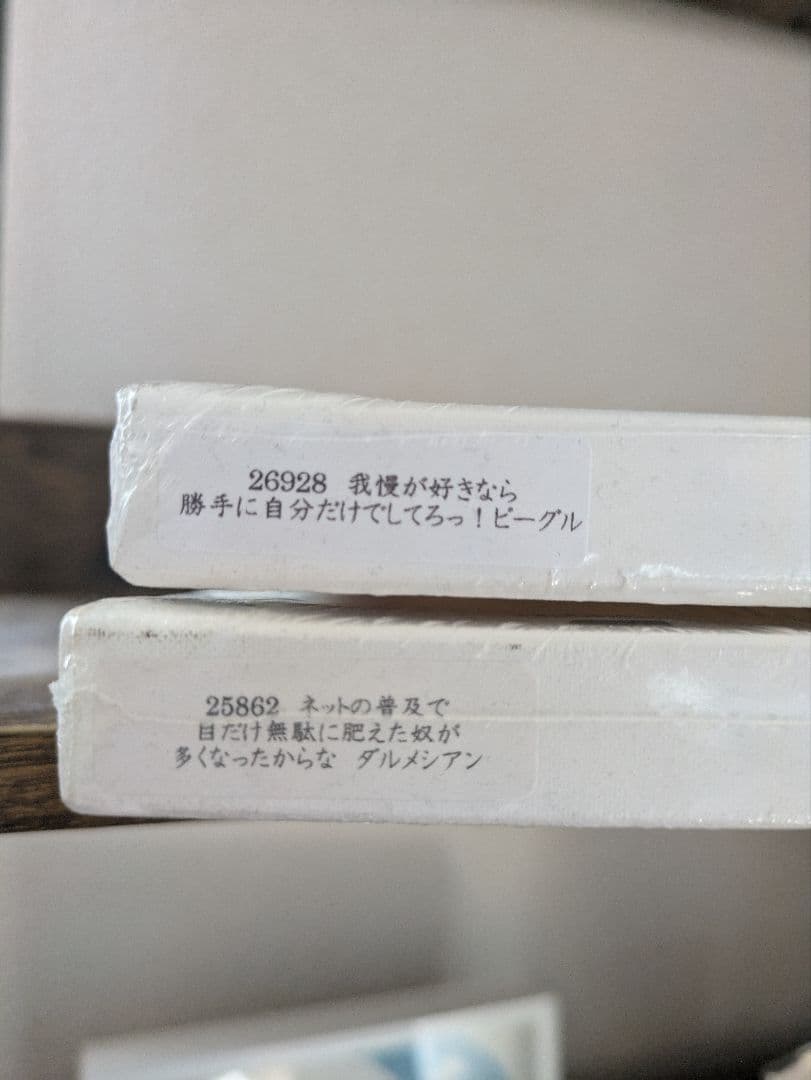 26928 我慢が好きなら
勝手に自分だけでしてろっ！ビーグル
25862 ネットの普及で
目だけ無駄に肥えた奴が
多くなったからな ダルメシアン